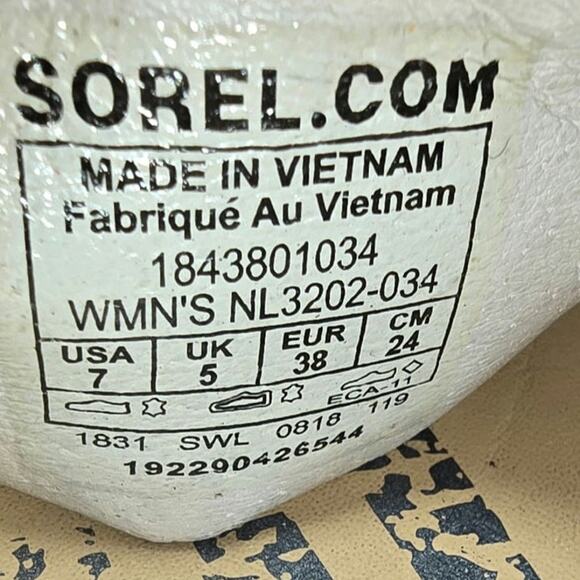 SOREL.COM
MADE IN VIETNAM
Fabriqué Au Vietnam
1843801034
WMN'S NL3202-034
USA UK EUR CM
7 5 38 24
ECA-11
1831 SWL 0818 119
192290426544